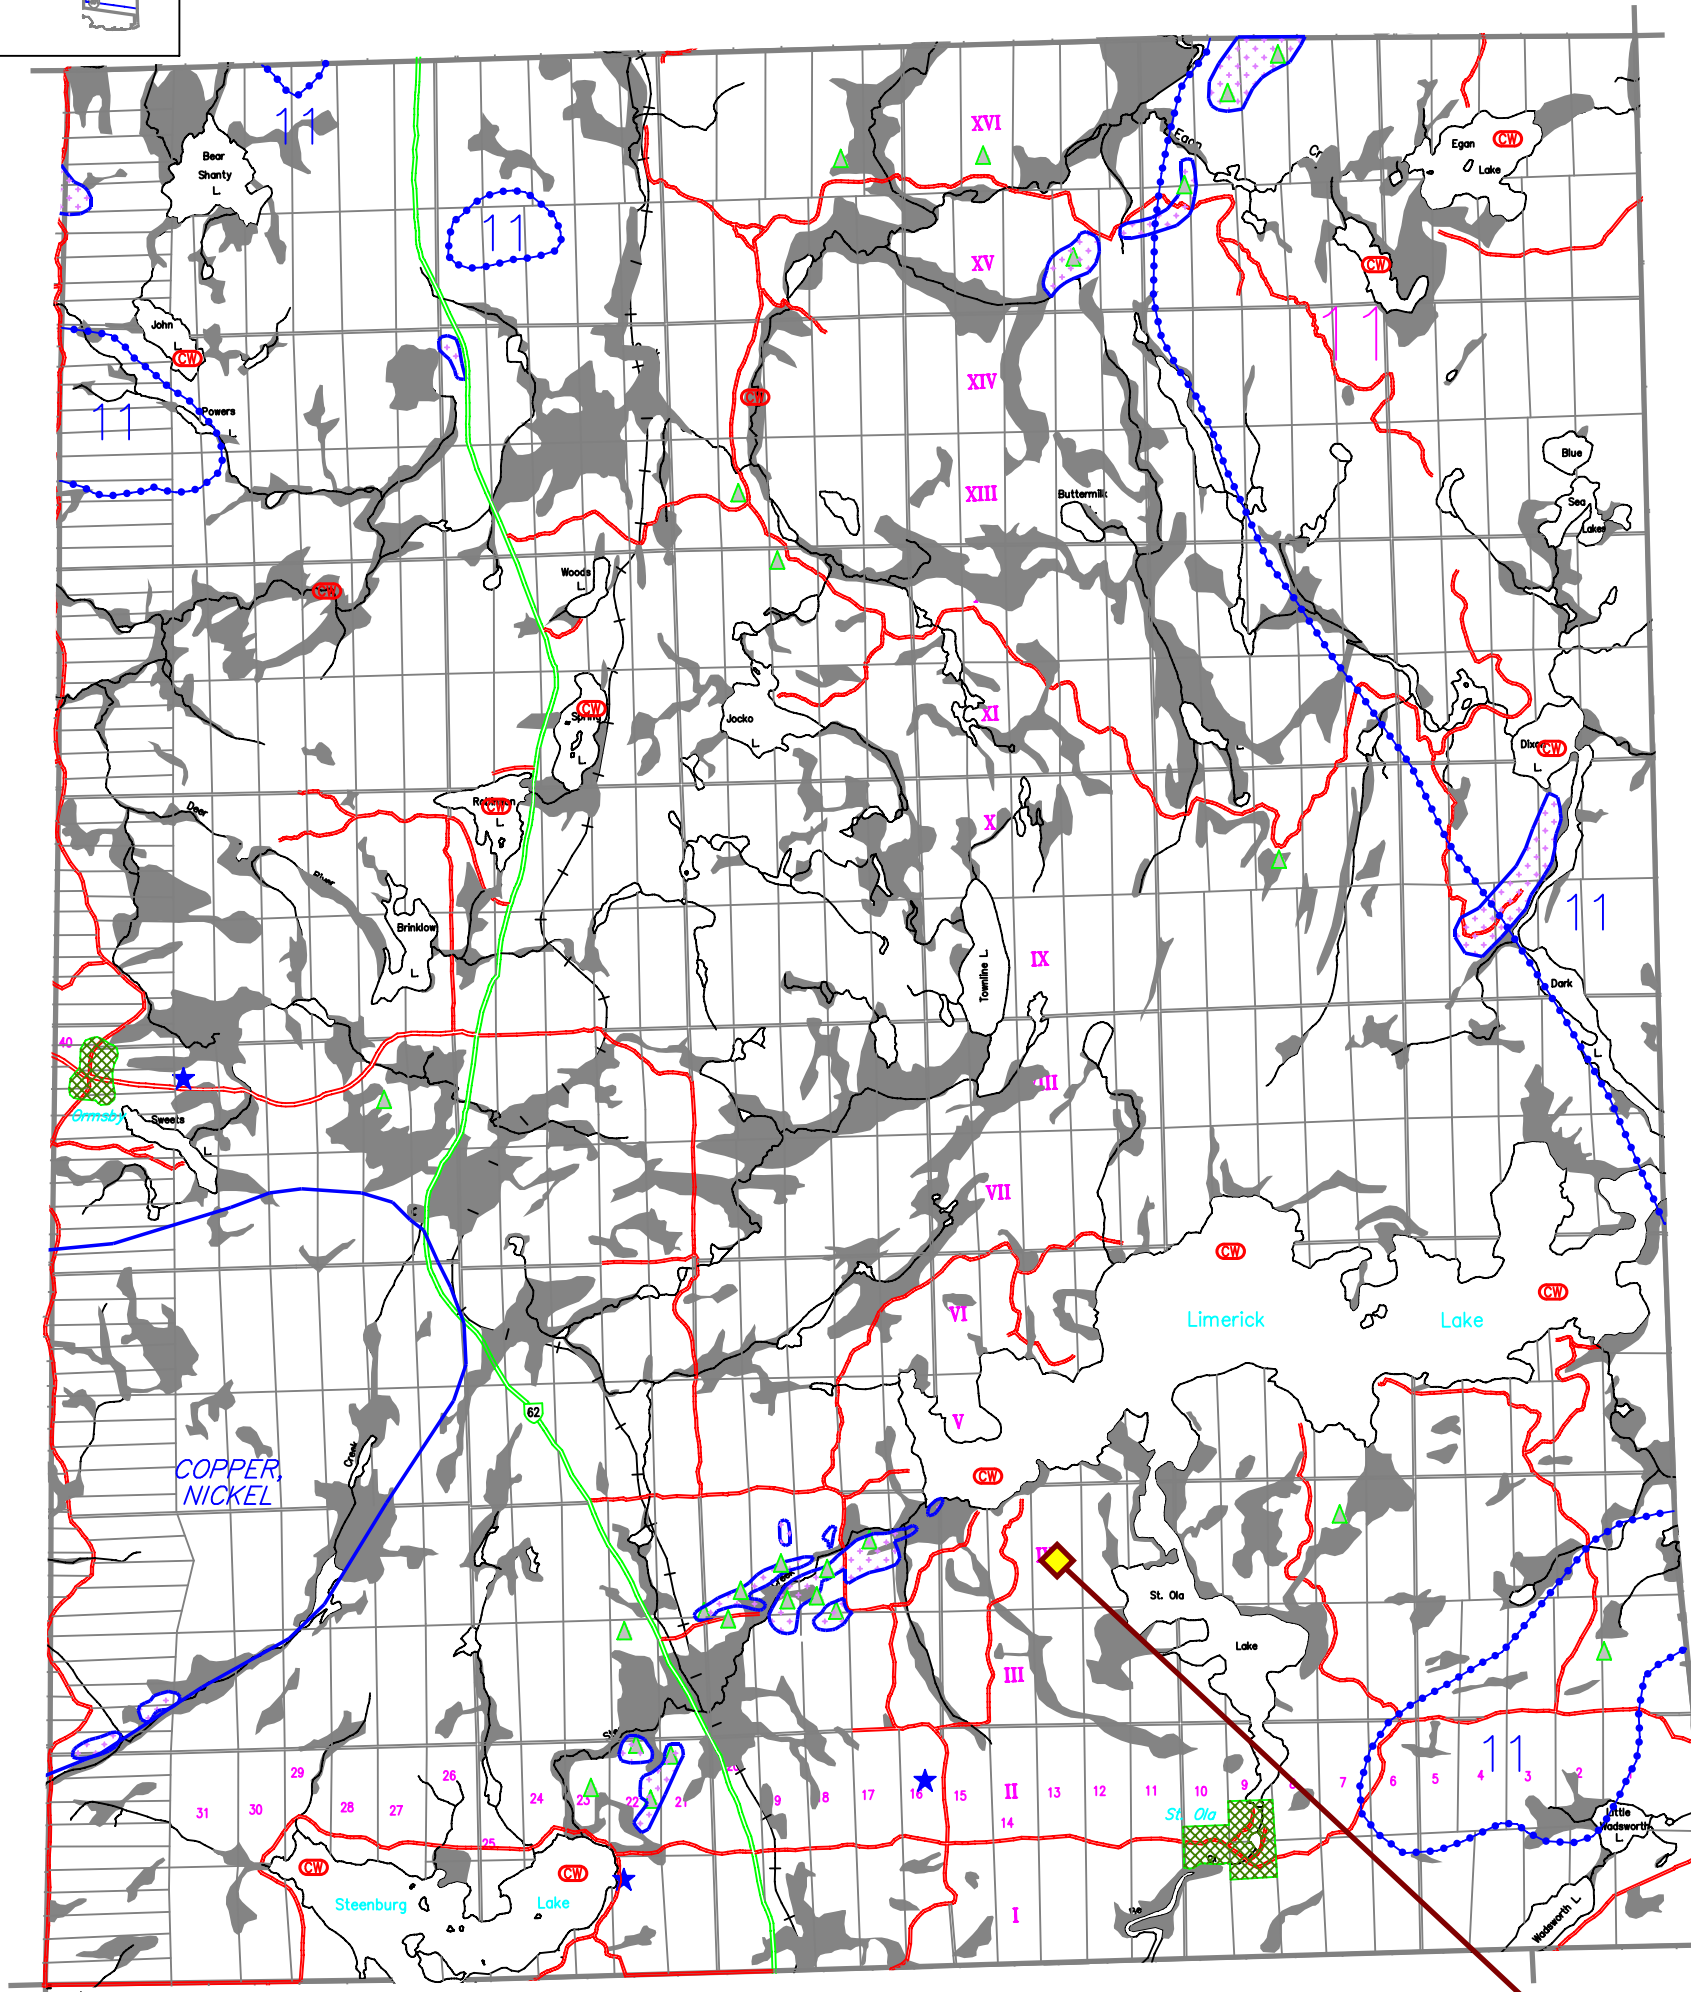 XVI
Egan
Cr
Egan
Lake
CW
Bear
Shanty
L
11
11
XV
CW
John
L
CW
11
XIV
CW
11
Powers
L
Blue
Sea
Lakes
XIII
Buttermilk
Woods
L
CW
XI
Jocko
L
Spring
CW
L
Dixon
CW
L
Robinson
CW
L
X
Deer
River
Brinklow
L
11
IX
Townline L
Dark
L
40
Ormsby
Sweets
L
VII
CW
CW
Limerick
Lake
VI
62
V
Creek
COPPER,
NICKEL
CW
Creek
St. Ola
Lake
III
11
29
26
31
30
28
27
25
24
23
22
21
17
16
15
II
14
13
12
11
10
9
7
6
5
4
3
2
St. Ola
Little
Wadsworth
L
CW
Steenburg
CW
Lake
I
Wadsworth L